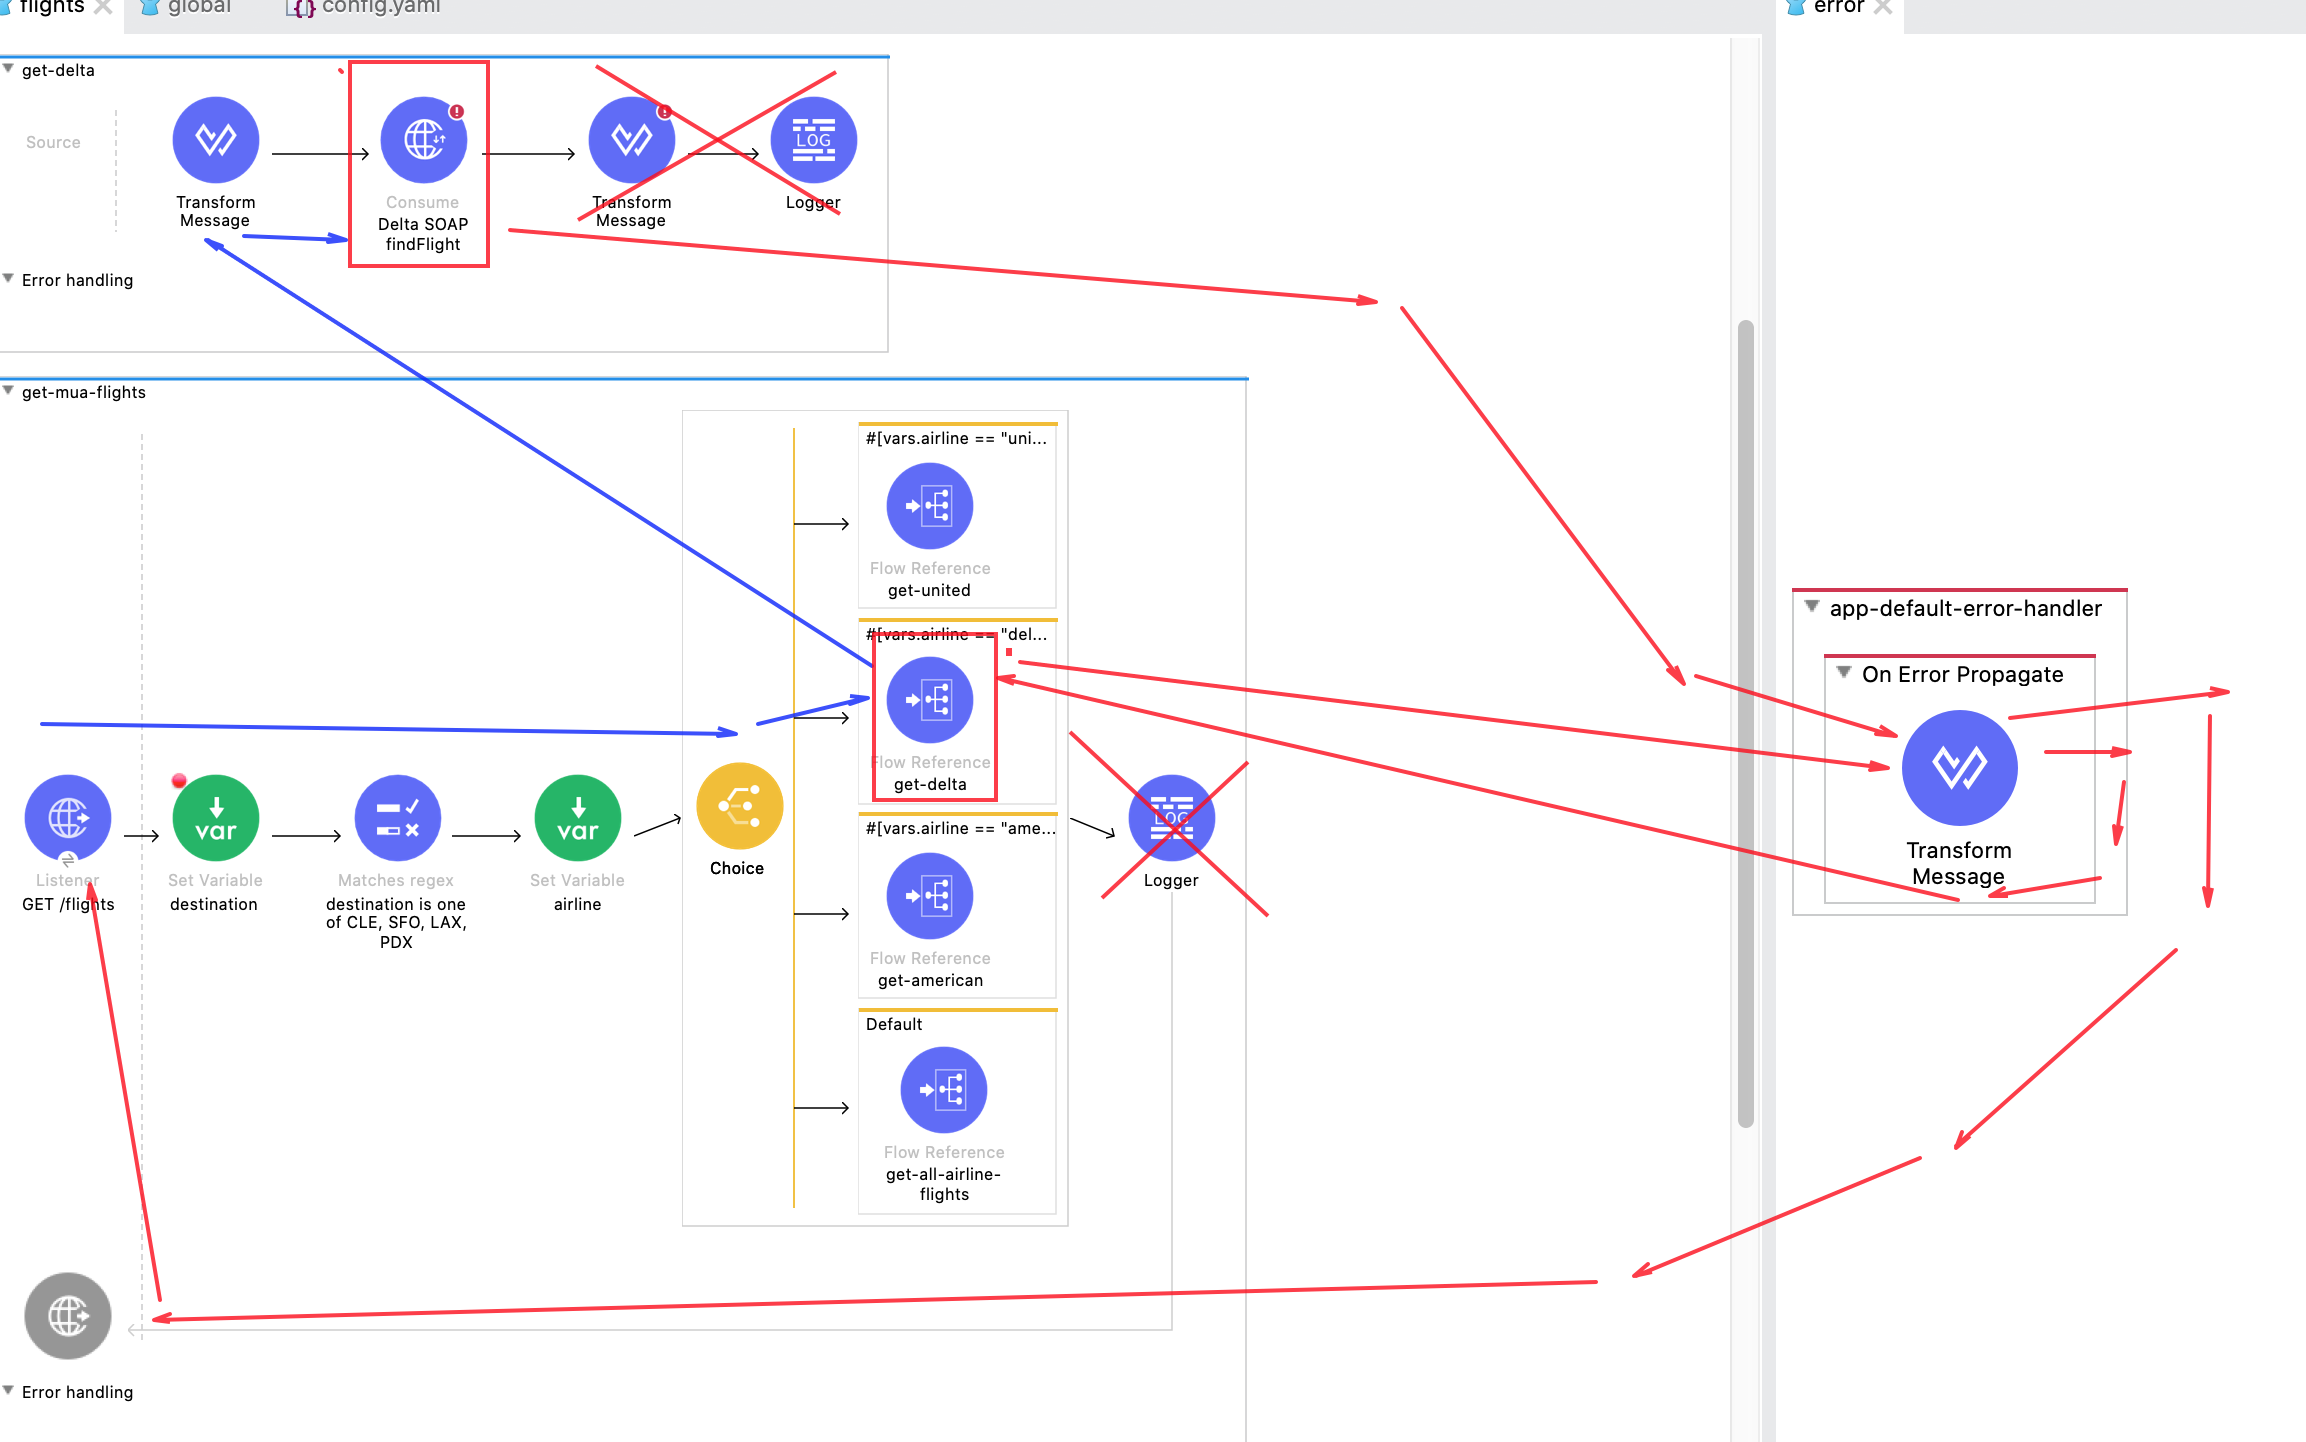 flights
global
config.yaml
error
get-delta
Source
Transform
Message
Consume
Delta SOAP
findFlight
Transform
Message
LOG
Logger
Error handling
get-mua-flights
#[vars.airline == "uni...
Flow Reference
get-united
#[vars.airline == "del...
Flow Reference
get-delta
#[vars.airline == "ame...
Flow Reference
get-american
Default
Flow Reference
get-all-airline-
flights
Listener
GET /flights
var
Set Variable
destination
Matches regex
destination is one
of CLE, SFO, LAX,
PDX
var
Set Variable
airline
Choice
LOG
Logger
Error handling
app-default-error-handler
On Error Propagate
Transform
Message